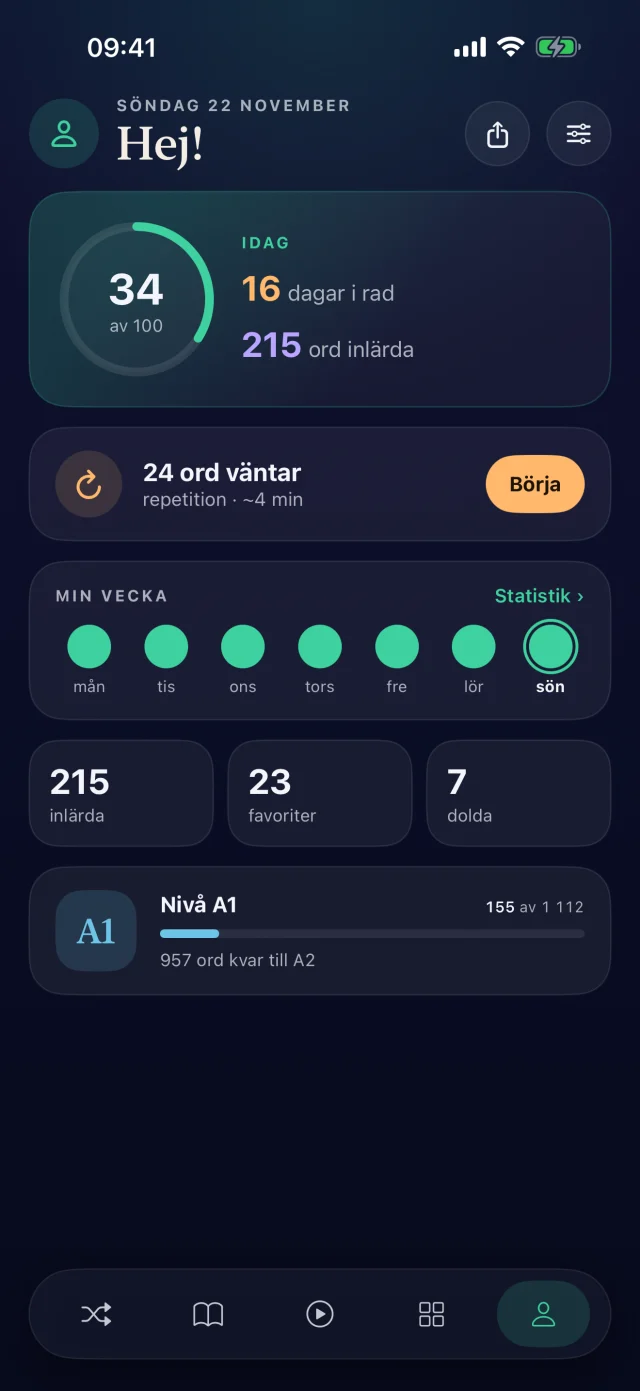 09:41
SÖNDAG 22 NOVEMBER
Hej!
34
av 100
IDAG
16 dagar i rad
215 ord inlärda
24 ord väntar
repetition · ~4 min
Börja
MIN VECKA
Statistik ›
mån tis ons tors fre lör sön
215
inlärda
23
favoriter
7
dolda
A1
Nivå A1
155 av 1 112
957 ord kvar till A2